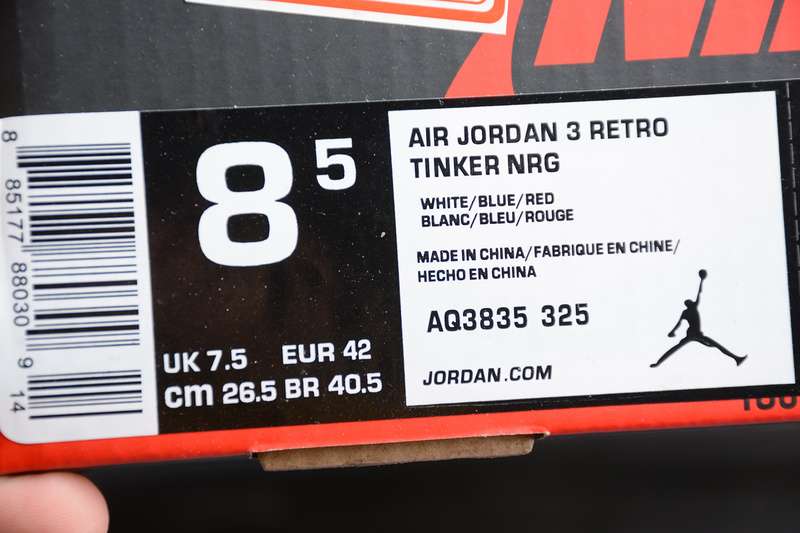 8 85177 88030 9 14
8 5
UK 7.5 EUR 42
cm 26.5 BR 40.5
AIR JORDAN 3 RETRO
TINKER NRG
WHITE/BLUE/RED
BLANC/BLEU/ROUGE
MADE IN CHINA/FABRIQUE EN CHINE/
HECHO EN CHINA
AQ3835 325
JORDAN.COM